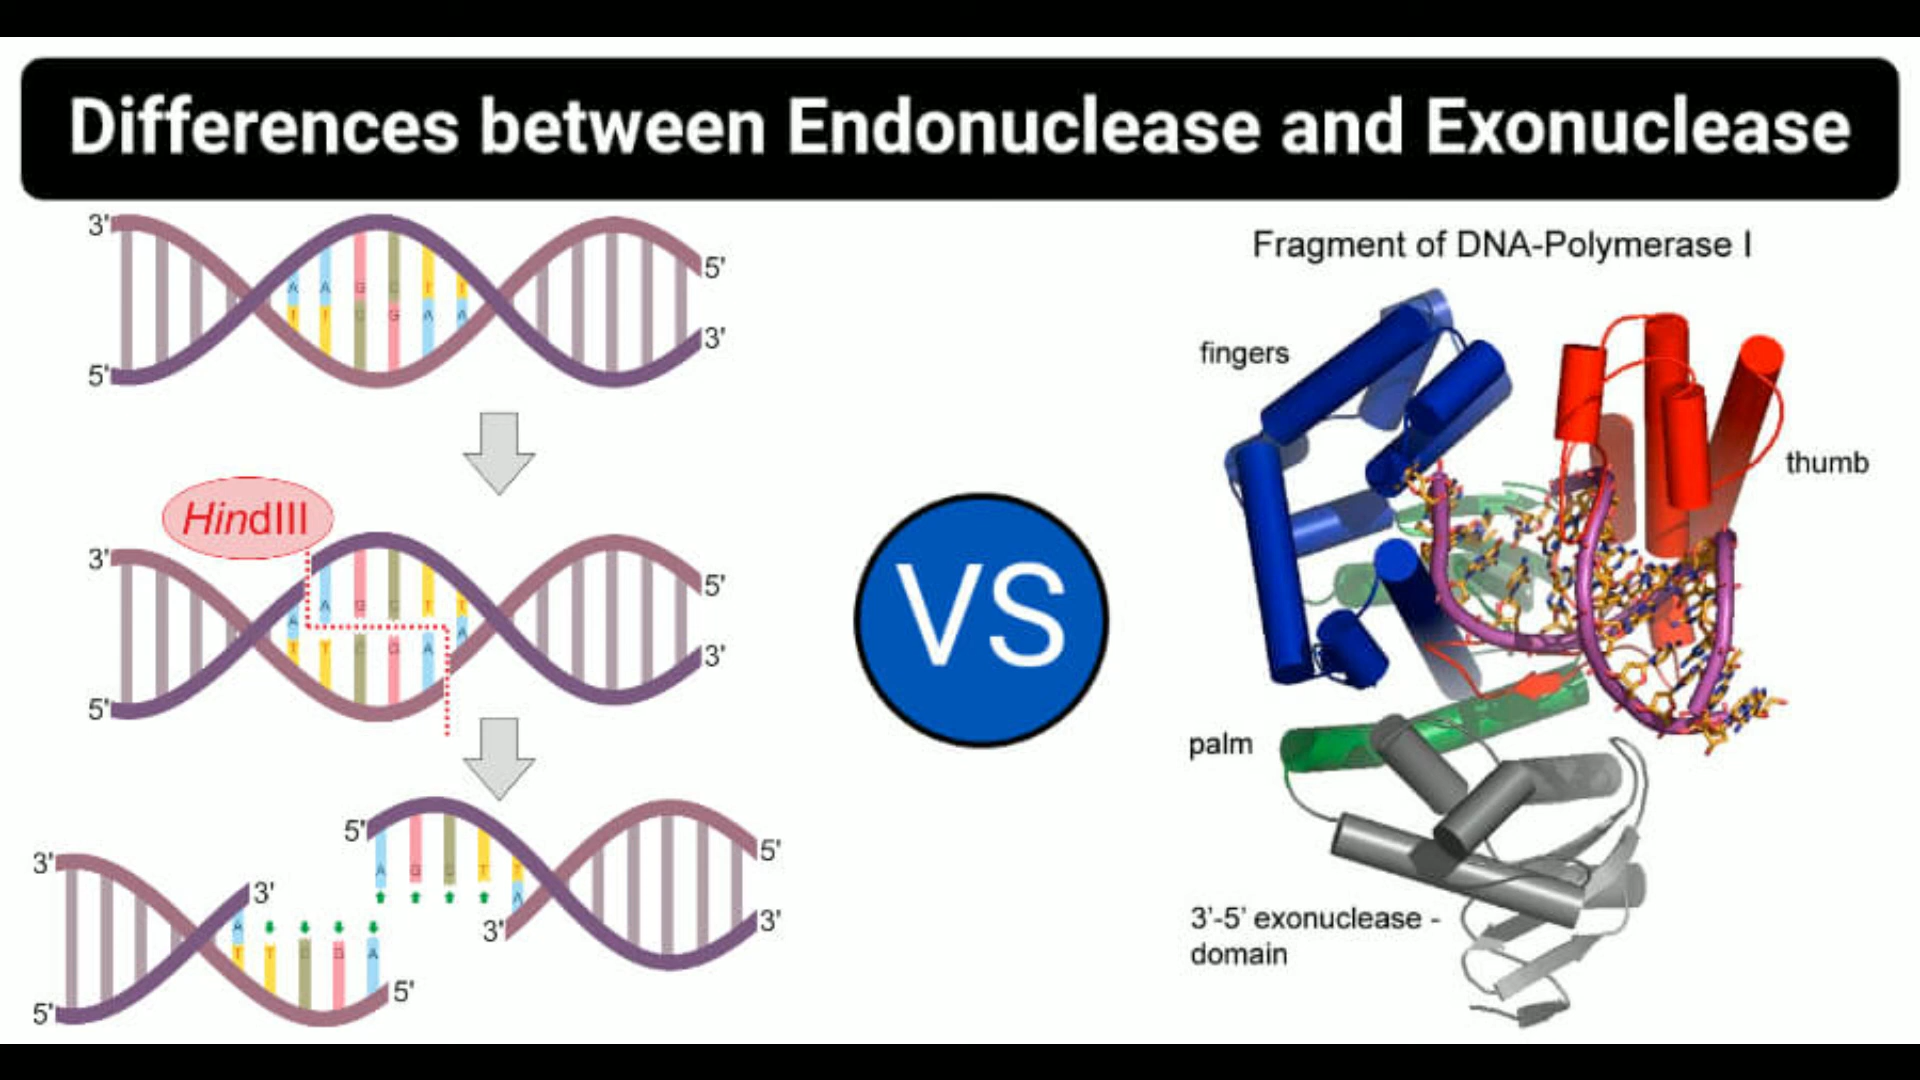 Differences between Endonuclease and Exonuclease
3'
5'
A A G C T T
T T C G A A
3'
5'
HindIII
3'
5'
A G C T T
A A
T T C G A
3'
5'
5'
5'
A G C T T
A
3'
3'
3'
3'
A
T T C G A
5'
5'
VS
Fragment of DNA-Polymerase I
fingers
thumb
palm
3'-5' exonuclease -
domain